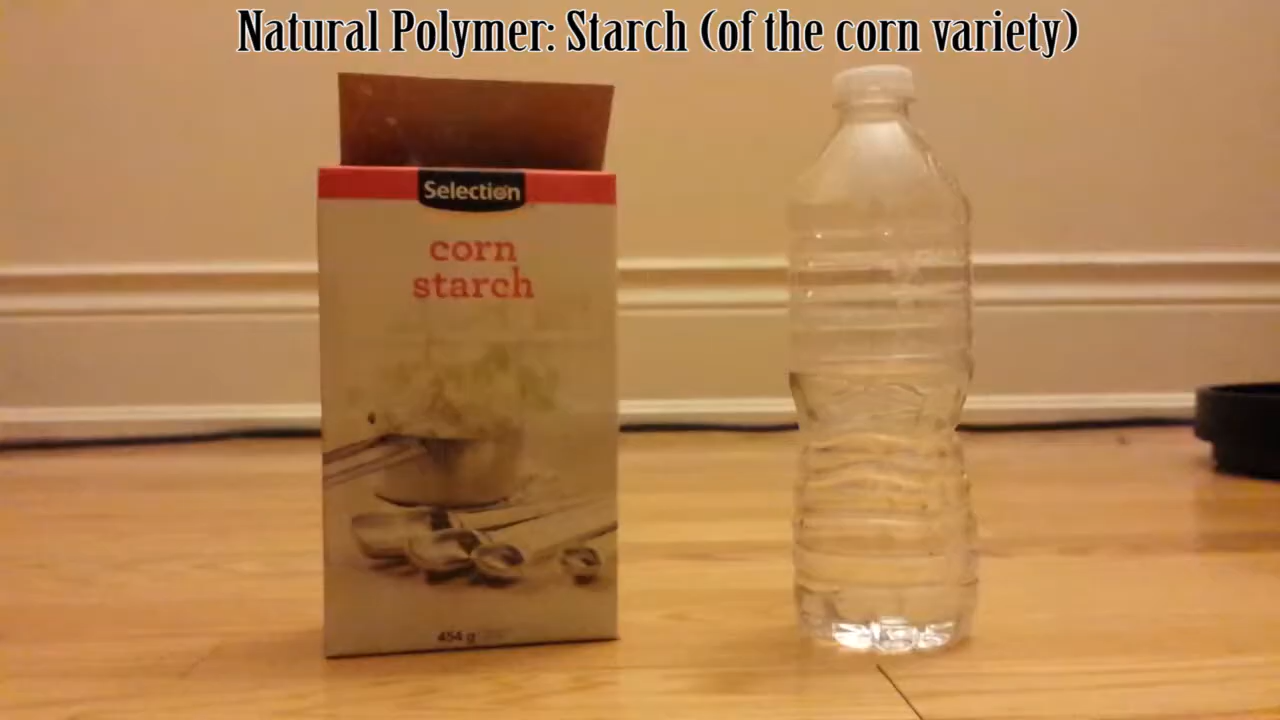 Natural Polymer: Starch (of the corn variety)
Selection
corn
starch
454 g